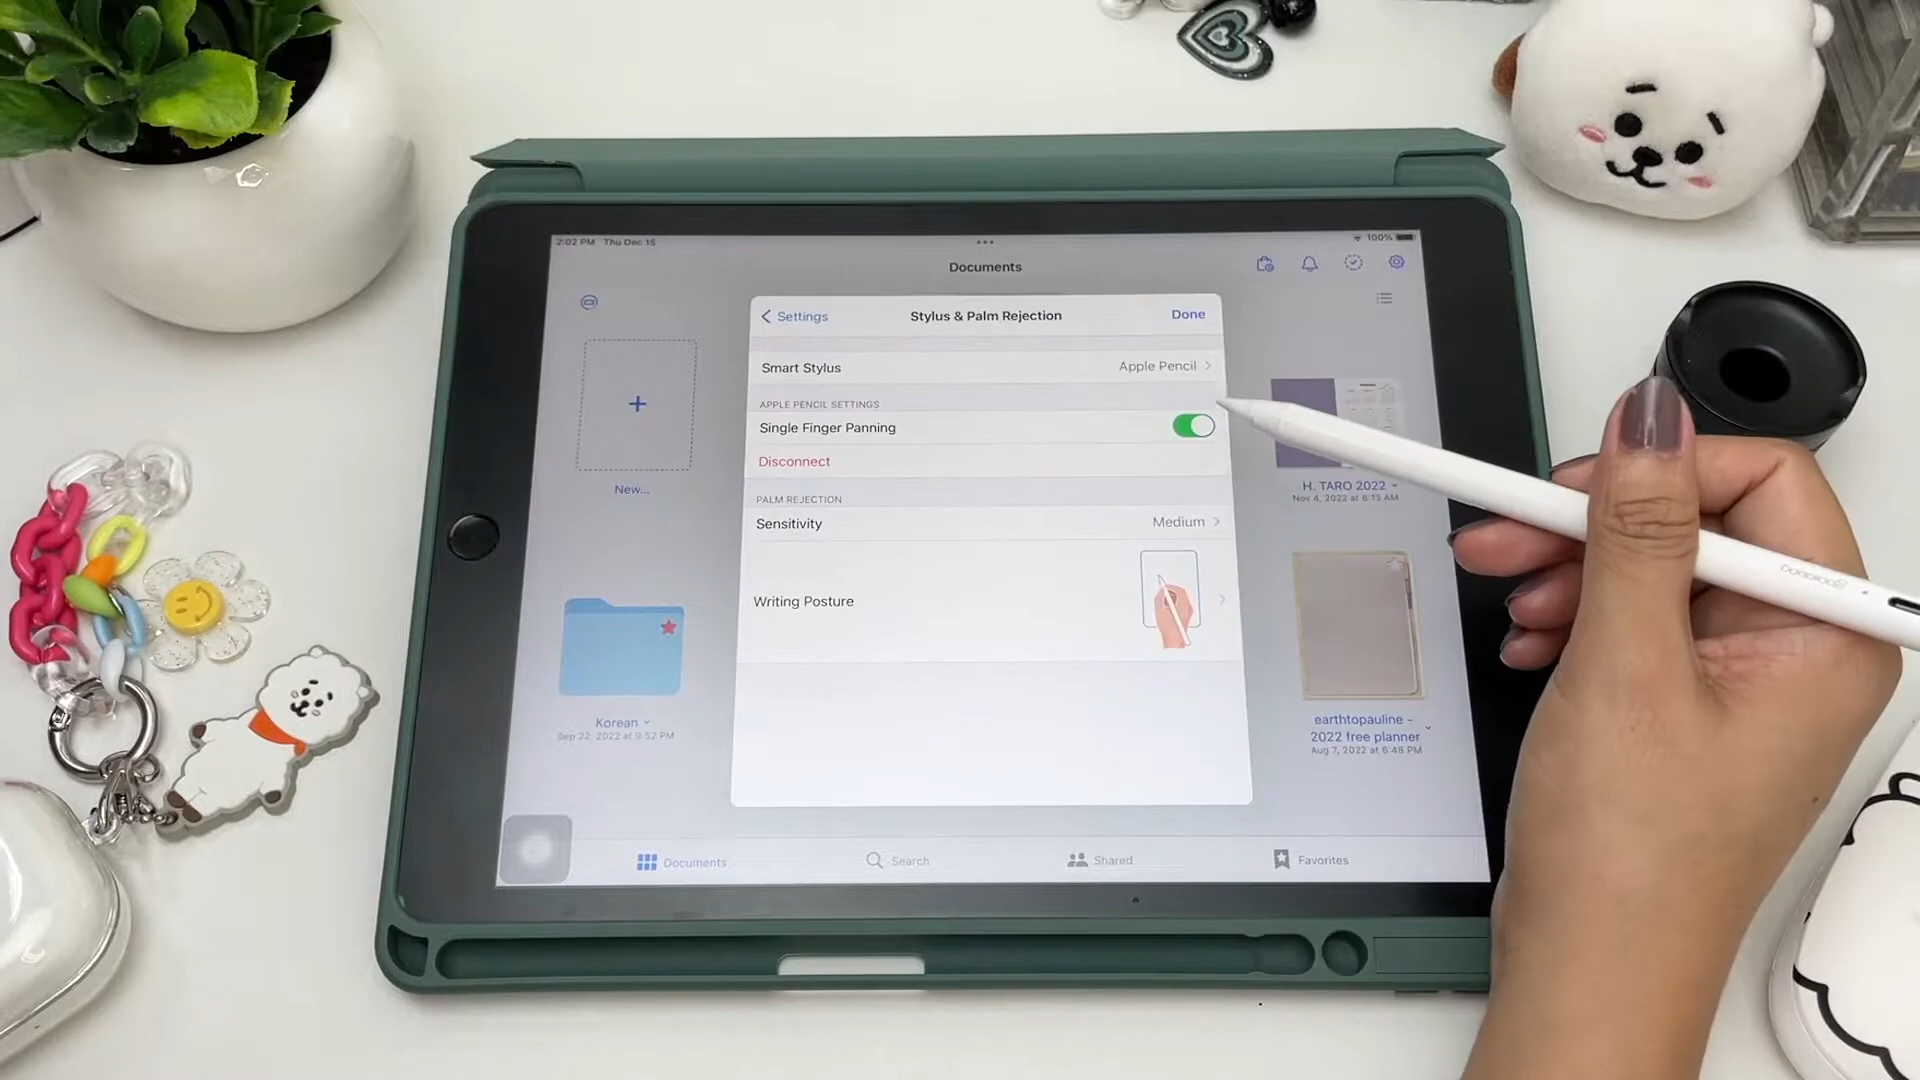 2:02 PM Thu Dec 15
100%
Documents
Settings
Stylus & Palm Rejection
Done
Smart Stylus
Apple Pencil
APPLE PENCIL SETTINGS
Single Finger Panning
Disconnect
PALM REJECTION
Sensitivity
Medium
Writing Posture
New...
H. TARO 2022
Nov 4, 2022 at 8:13 AM
Korean
Sep 22, 2022 at 9:52 PM
earthtopauline -
2022 free planner
Aug 7, 2022 at 6:48 PM
Documents
Search
Shared
Favorites